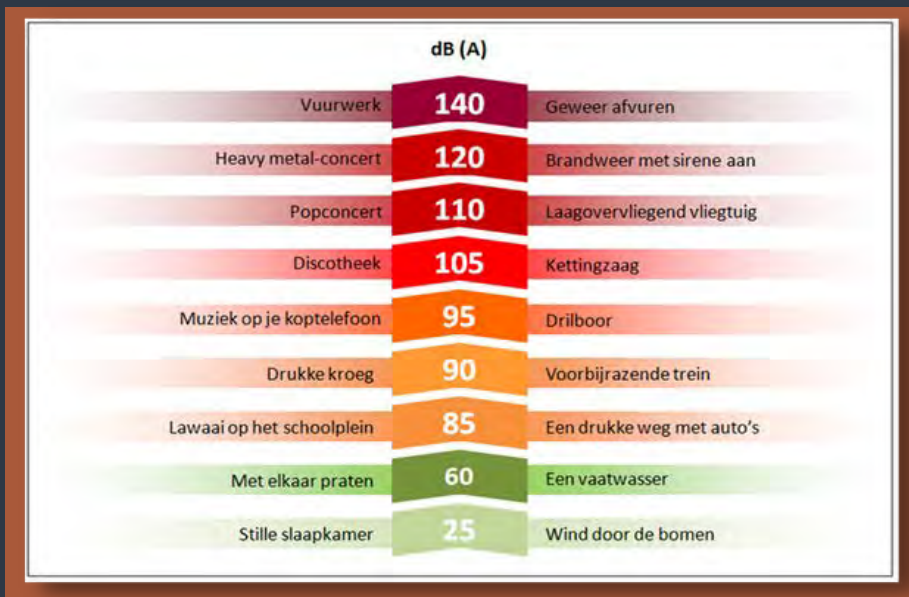 dB (A)
Vuurwerk 140 Geweer afvuren
Heavy metal-concert 120 Brandweer met sirene aan
Popconcert 110 Laagovervliegend vliegtuig
Discotheek 105 Kettingzaag
Muziek op je koptelefoon 95 Drilboor
Drukke kroeg 90 Voorbijrazende trein
Lawaai op het schoolplein 85 Een drukke weg met auto's
Met elkaar praten 60 Een vaatwasser
Stille slaapkamer 25 Wind door de bomen